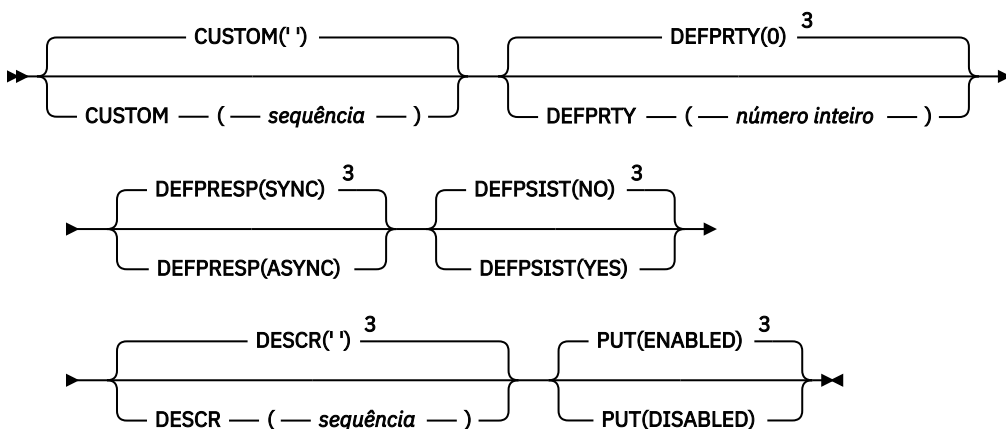 CUSTOM(' ') DEFPRTY(0) 3
CUSTOM ( sequência ) DEFPRTY ( número inteiro )
DEFPRESP(SYNC) 3 DEFPSIST(NO) 3
DEFPRESP(ASYNC) DEFPSIST(YES)
DESCR(' ') 3 PUT(ENABLED) 3
DESCR ( sequência ) PUT(DISABLED)